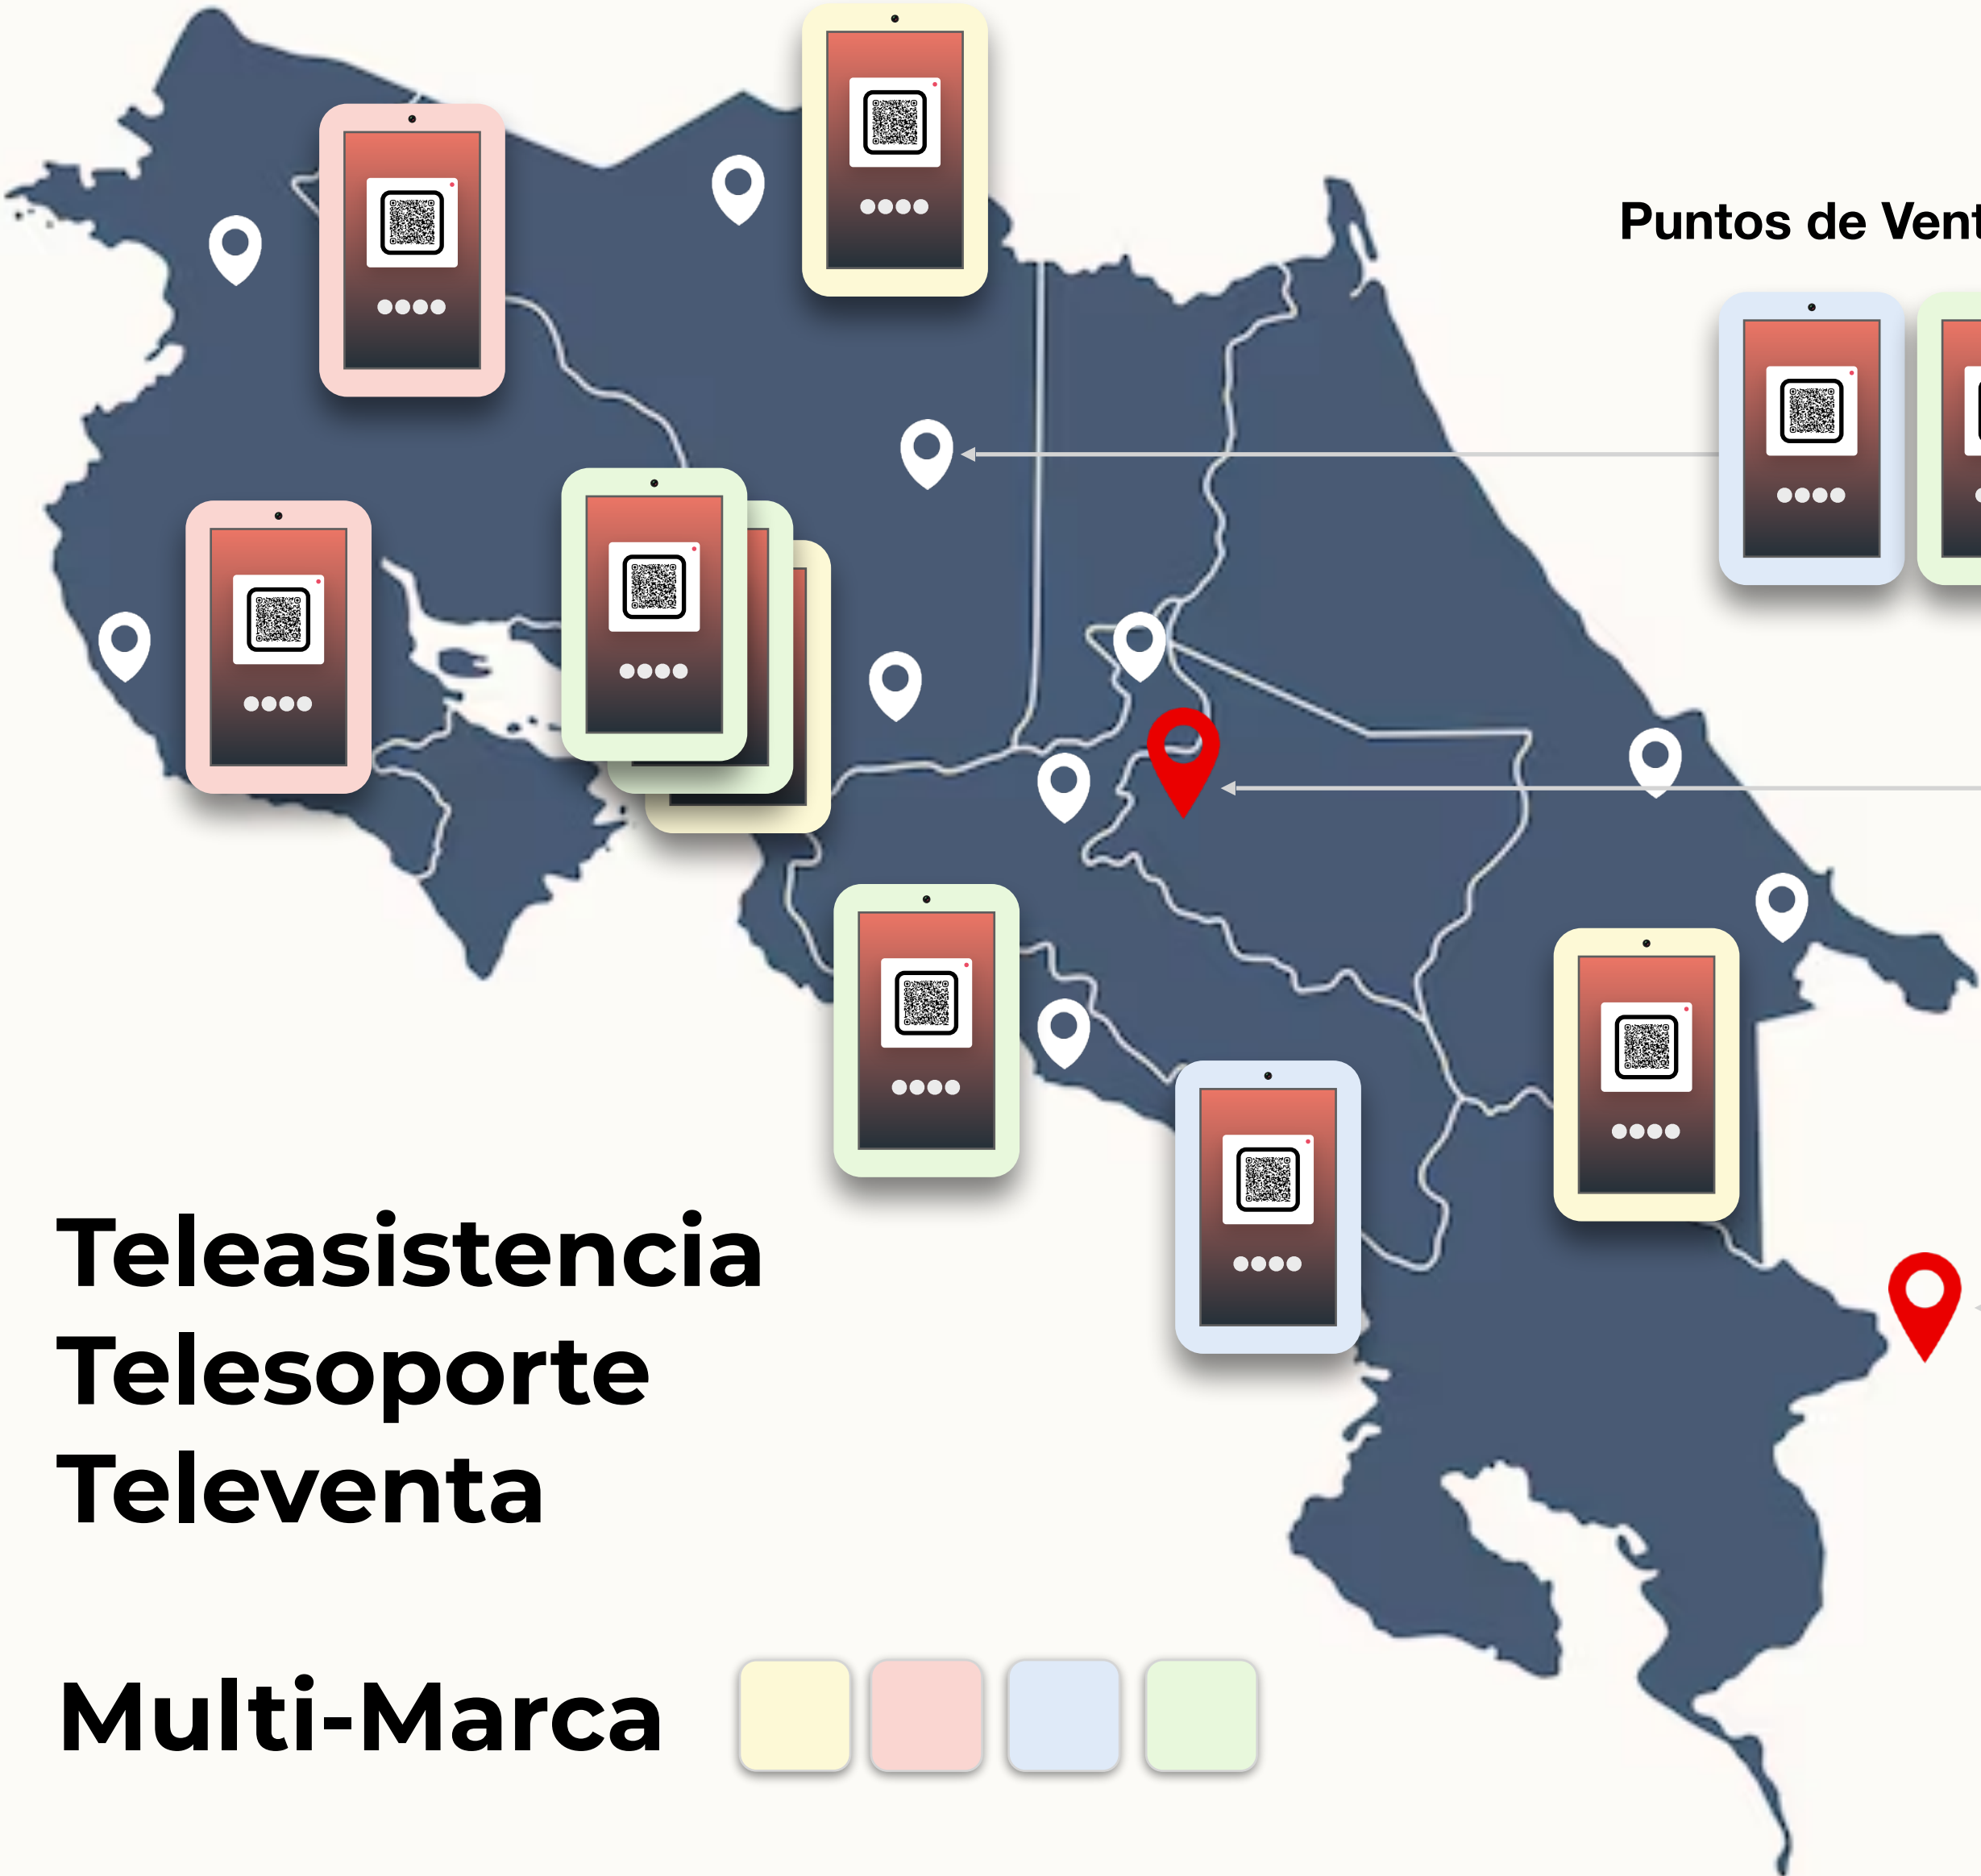 Puntos de Vent
Teleasistencia
Telesoporte
Televenta
Multi-Marca